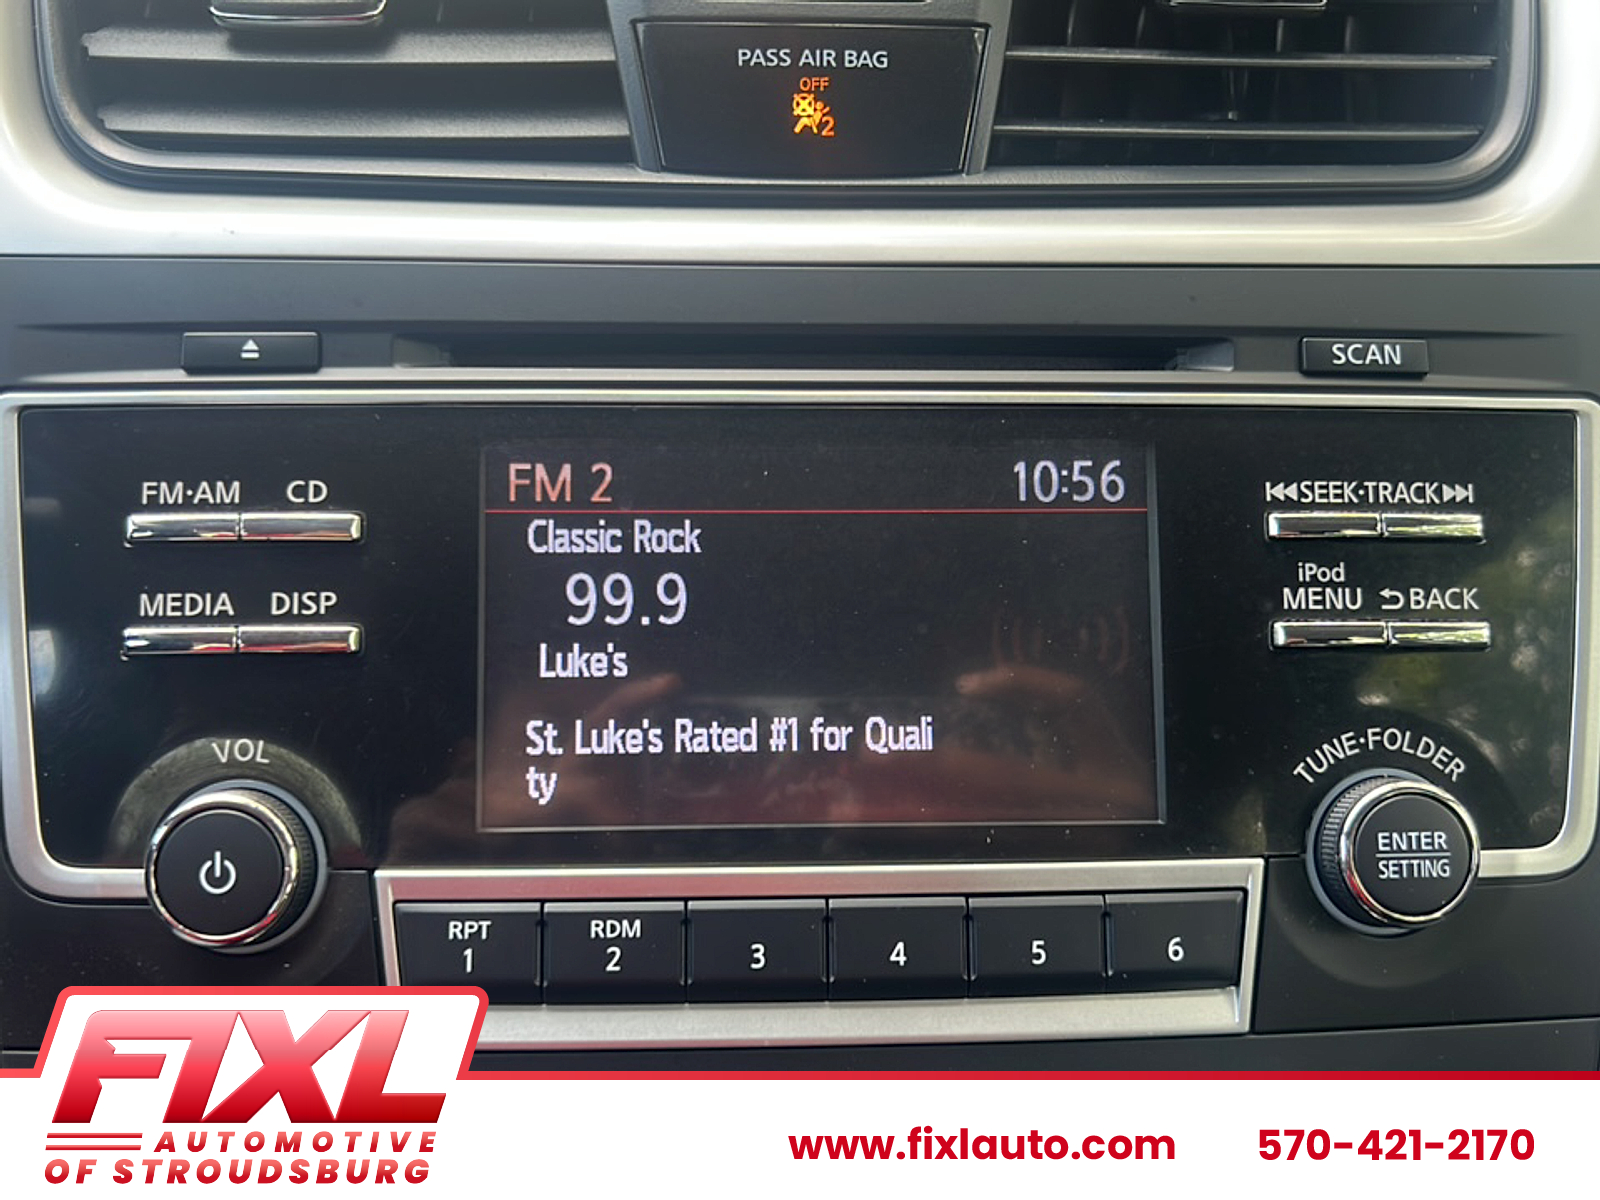 PASS AIR BAG
OFF
2
SCAN
FM·AM CD
SEEK·TRACK
MEDIA DISP
iPod
MENU BACK
FM 2 10:56
Classic Rock
99.9
Luke's
St. Luke's Rated #1 for Quali
ty
VOL
TUNE·FOLDER
ENTER
SETTING
RPT
1
RDM
2
3
4
5
6
FIXL
AUTOMOTIVE
OF STROUDSBURG
www.fixlauto.com 570-421-2170